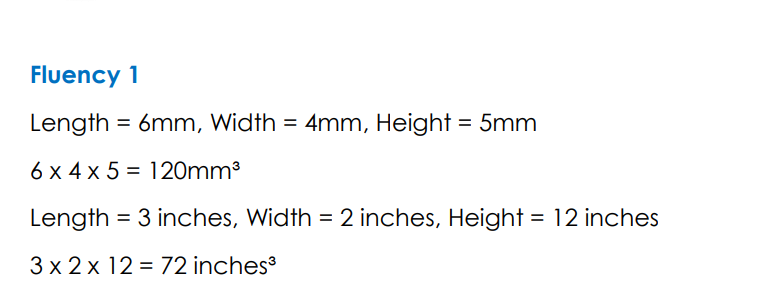 Fluency 1
Length = 6mm, Width = 4mm, Height = 5mm
6 x 4 x 5 = 120mm³
Length = 3 inches, Width = 2 inches, Height = 12 inches
3 x 2 x 12 = 72 inches³